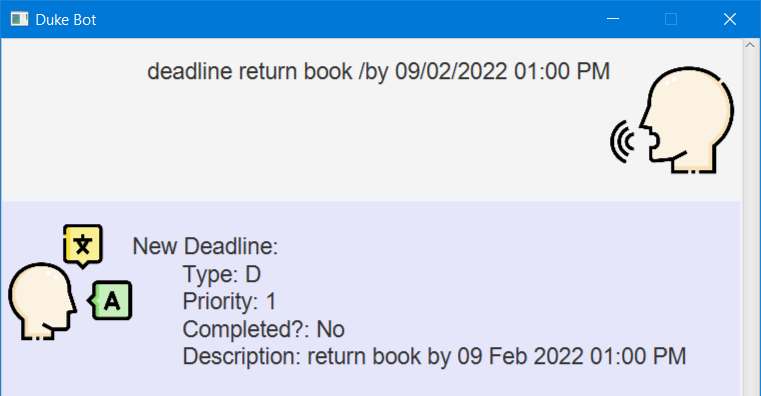 Duke Bot
deadline return book /by 09/02/2022 01:00 PM
文
A
New Deadline:
Type: D
Priority: 1
Completed?: No
Description: return book by 09 Feb 2022 01:00 PM